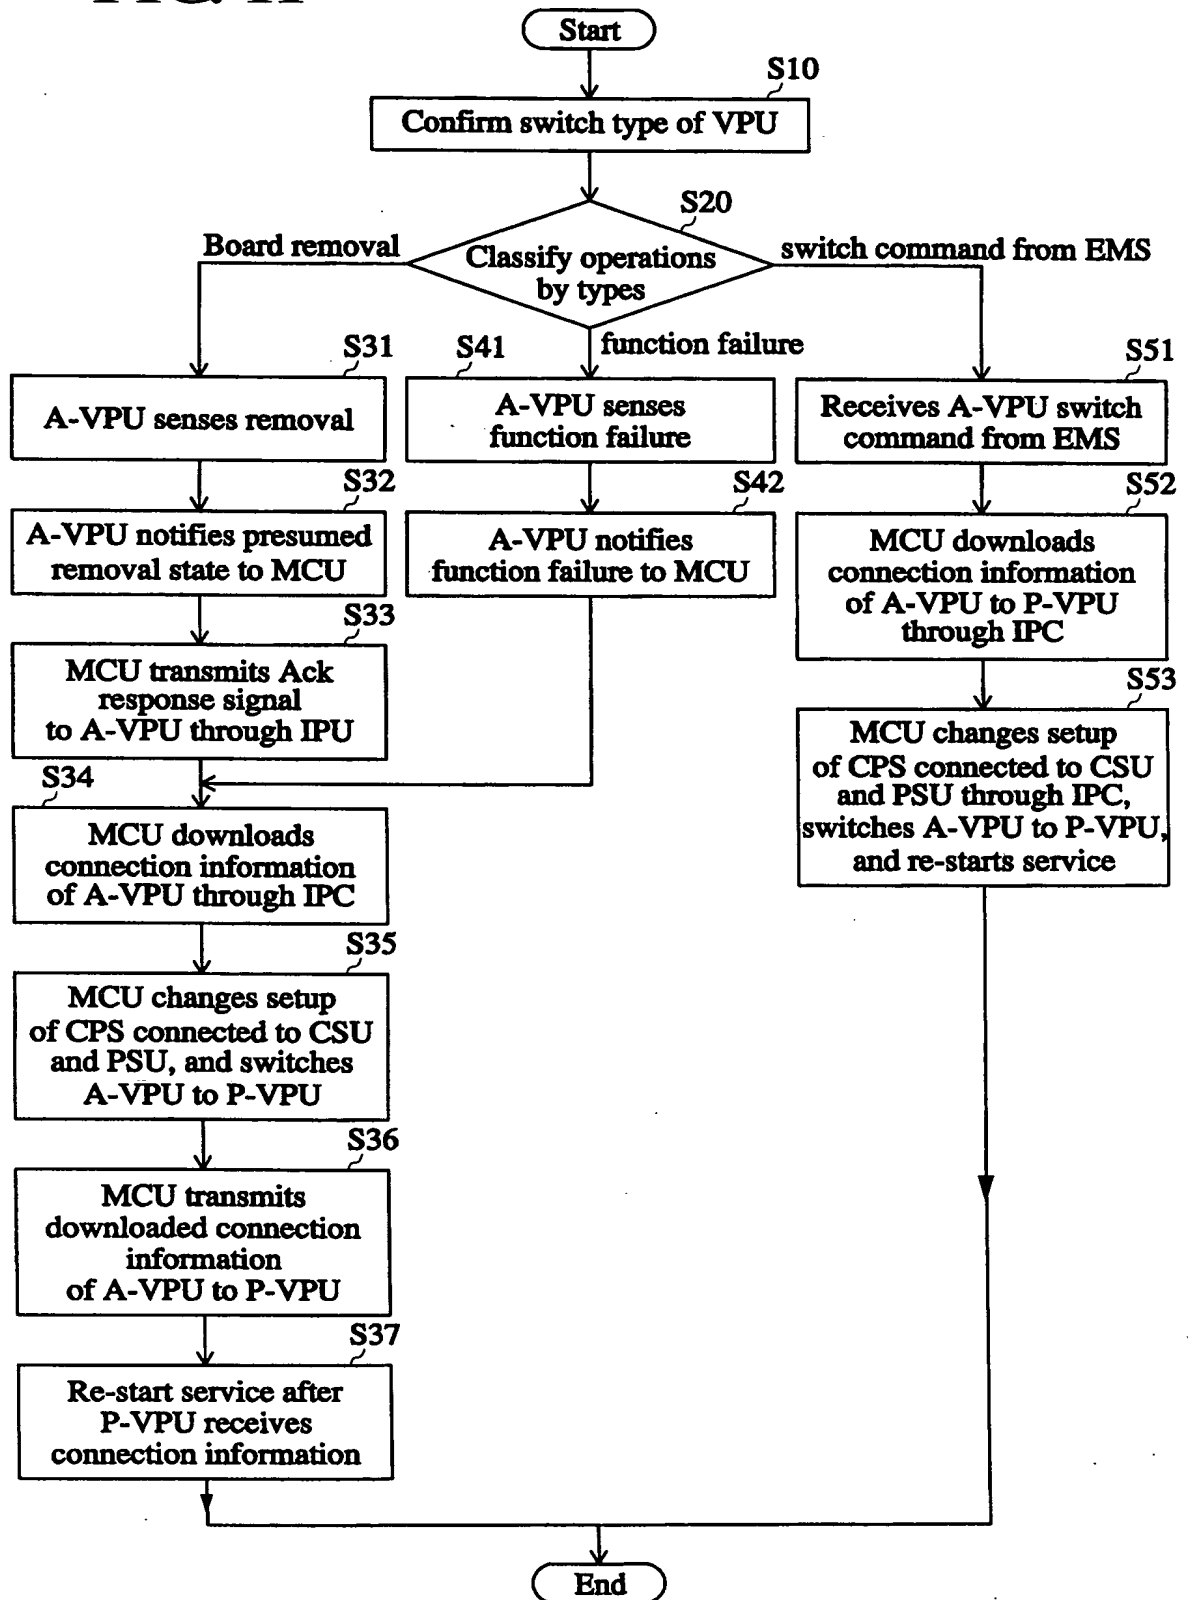 Start
S10
Confirm switch type of VPU
S20
Board removal
Classify operations
by types
switch command from EMS
function failure
S31
A-VPU senses removal
S32
A-VPU notifies presumed
removal state to MCU
S33
MCU transmits Ack
response signal
to A-VPU through IPU
S34
MCU downloads
connection information
of A-VPU through IPC
S35
MCU changes setup
of CPS connected to CSU
and PSU, and switches
A-VPU to P-VPU
S36
MCU transmits
downloaded connection
information
of A-VPU to P-VPU
S37
Re-start service after
P-VPU receives
connection information
S41
A-VPU senses
function failure
S42
A-VPU notifies
function failure to MCU
S51
Receives A-VPU switch
command from EMS
S52
MCU downloads
connection information
of A-VPU to P-VPU
through IPC
S53
MCU changes setup
of CPS connected to CSU
and PSU through IPC,
switches A-VPU to P-VPU,
and re-starts service
End